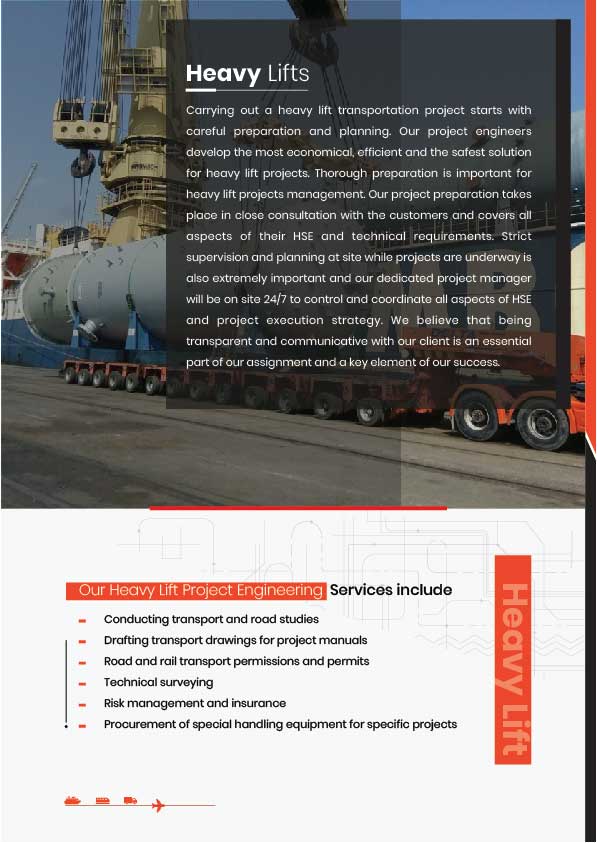 Heavy Lifts
Carrying out a heavy lift transportation project starts with
careful preparation and planning. Our project engineers
develop the most economical, efficient and the safest solution
for heavy lift projects. Thorough preparation is important for
heavy lift projects management. Our project preparation takes
place in close consultation with the customers and covers all
aspects of their HSE and technical requirements. Strict
supervision and planning at site while projects are underway is
also extremely important and our dedicated project manager
will be on site 24/7 to control and coordinate all aspects of HSE
and project execution strategy. We believe that being
transparent and communicative with our client is an essential
part of our assignment and a key element of our success.
Our Heavy Lift Project Engineering Services include
Conducting transport and road studies
Drafting transport drawings for project manuals
Road and rail transport permissions and permits
Technical surveying
Risk management and insurance
Procurement of special handling equipment for specific projects
Heavy Lift